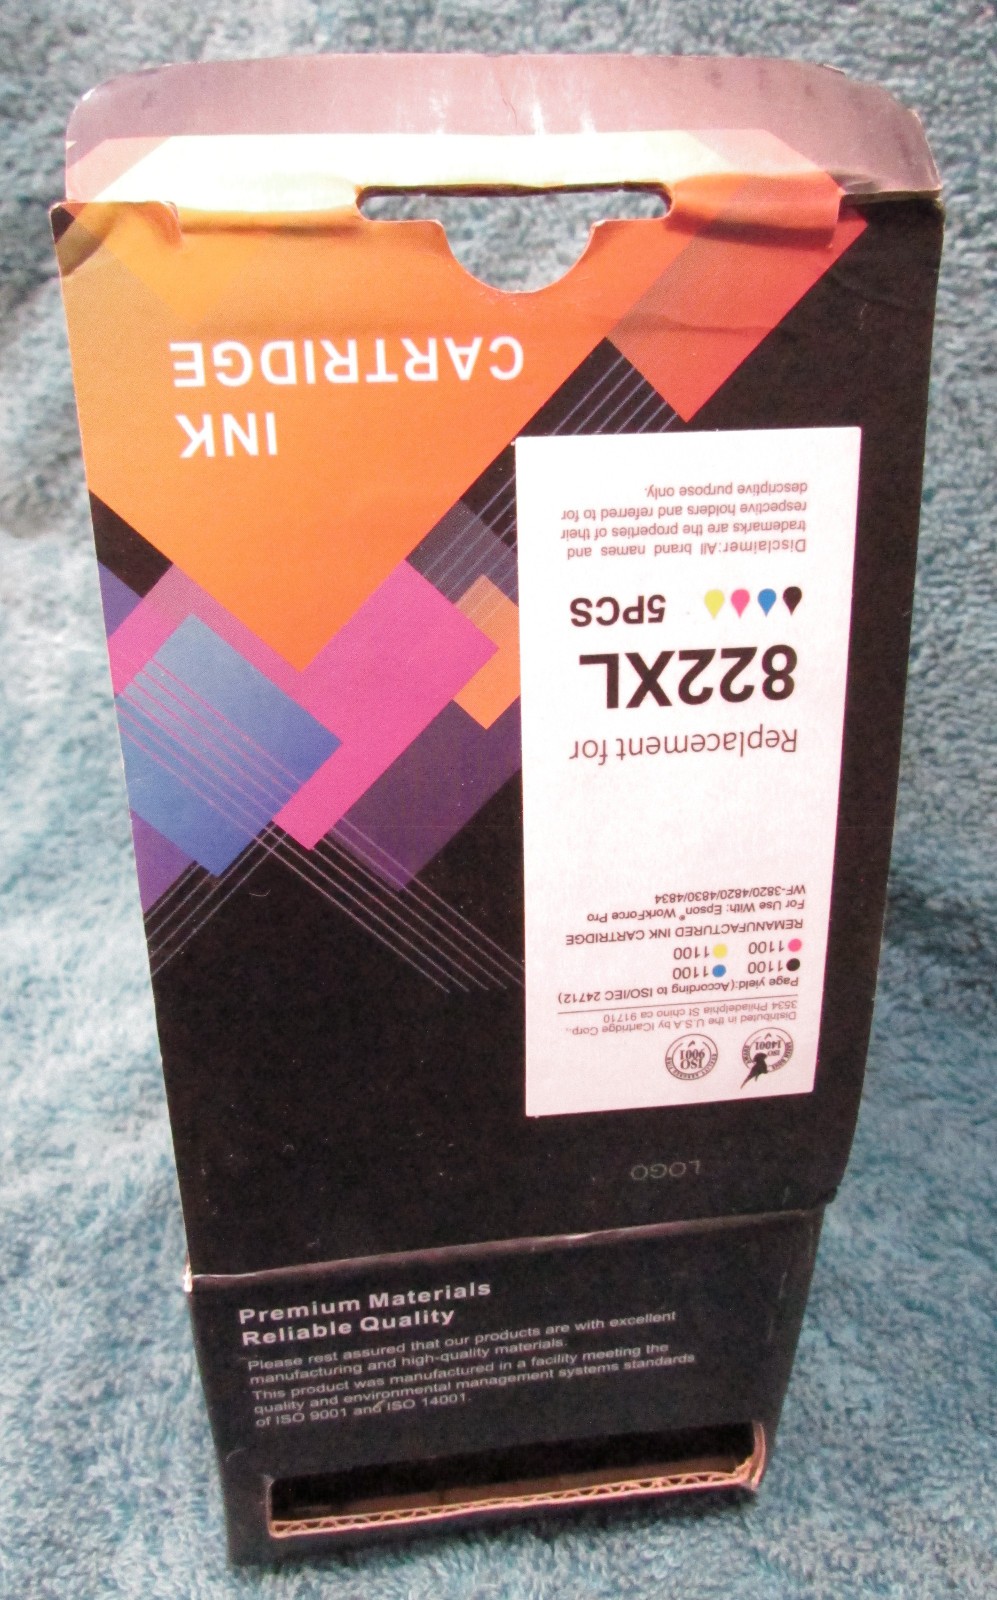 INK
CARTRIDGE
LOGO
ISO 14001
ISO 9001
Distributed in the U.S.A by ICartridge Corp.,
3534 Philadelphia St chino ca 91710
Page yield:(According to ISO/IEC 24712)
1100 1100
1100 1100
REMANUFACTURED INK CARTRIDGE
For Use With: Epson® WorkForce Pro
WF-3820/4820/4830/4834
Replacement for
822XL
5PCS
Disclaimer:All brand names and
trademarks are the properties of their
respective holders and referred to for
descriptive purpose only.
Premium Materials
Reliable Quality
Please rest assured that our products are with excellent
manufacturing and high-quality materials.
This product was manufactured in a facility meeting the
quality and environmental management systems standards
of ISO 9001 and ISO 14001.